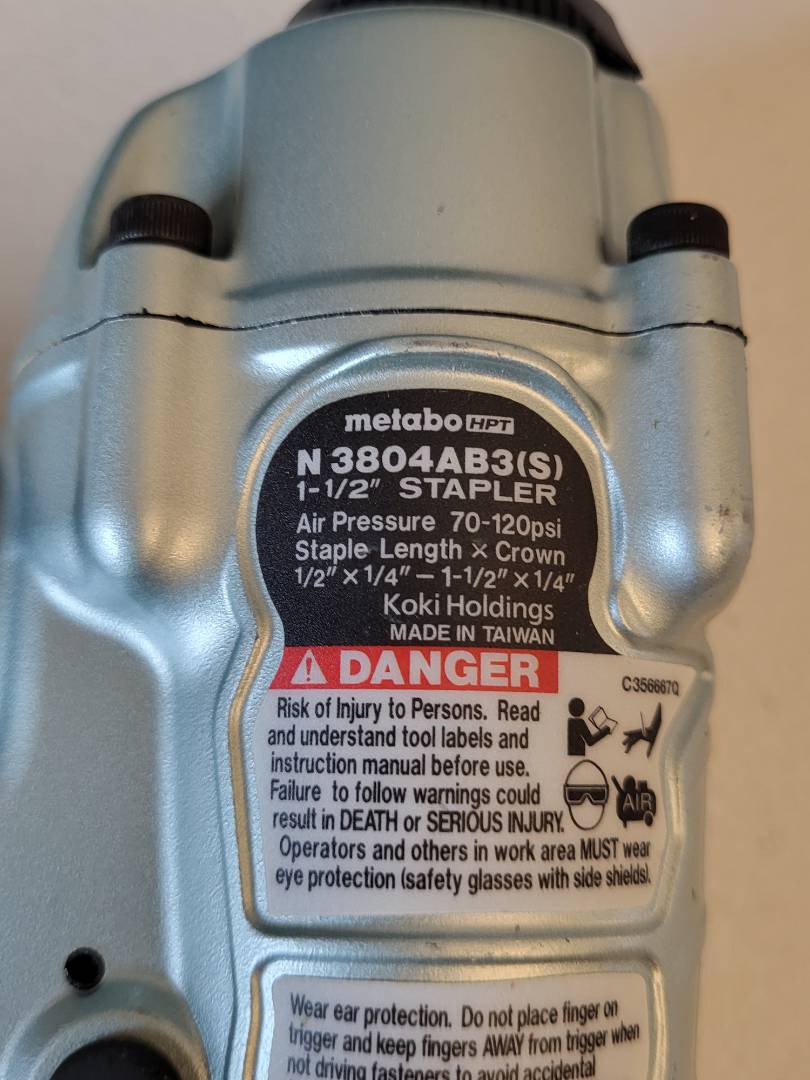 metabo HPT
N 3804AB3(S)
1-1/2" STAPLER
Air Pressure 70-120psi
Staple Length × Crown
1/2" × 1/4" – 1-1/2" × 1/4"
Koki Holdings
MADE IN TAIWAN
DANGER
C356667Q
Risk of Injury to Persons. Read
and understand tool labels and
instruction manual before use.
Failure to follow warnings could
result in DEATH or SERIOUS INJURY.
AIR
Operators and others in work area MUST wear
eye protection (safety glasses with side shields).
Wear ear protection. Do not place finger on
trigger and keep fingers AWAY from trigger when
not driving fasteners to avoid accidental